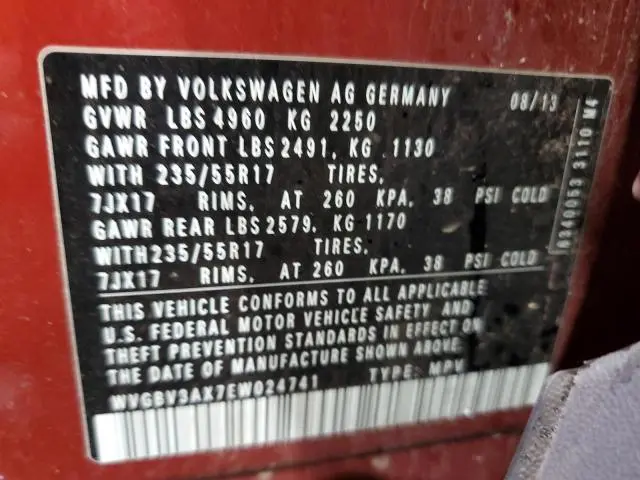 MFD BY VOLKSWAGEN AG GERMANY 08/13
GVWR LBS 4960 KG 2250
GAWR FRONT LBS 2491, KG 1130
WITH 235/55R17 TIRES,
7JX17 RIMS, AT 260 KPA, 38 PSI COLD
GAWR REAR LBS 2579, KG 1170
WITH 235/55R17 TIRES,
7JX17 RIMS, AT 260 KPA, 38 PSI COLD
THIS VEHICLE CONFORMS TO ALL APPLICABLE
U.S. FEDERAL MOTOR VEHICLE SAFETY AND
THEFT PREVENTION STANDARDS IN EFFECT ON
THE DATE OF MANUFACTURE SHOWN ABOVE.
WVGBV3AX7EW024741 TYPE: MPV
3110 M4